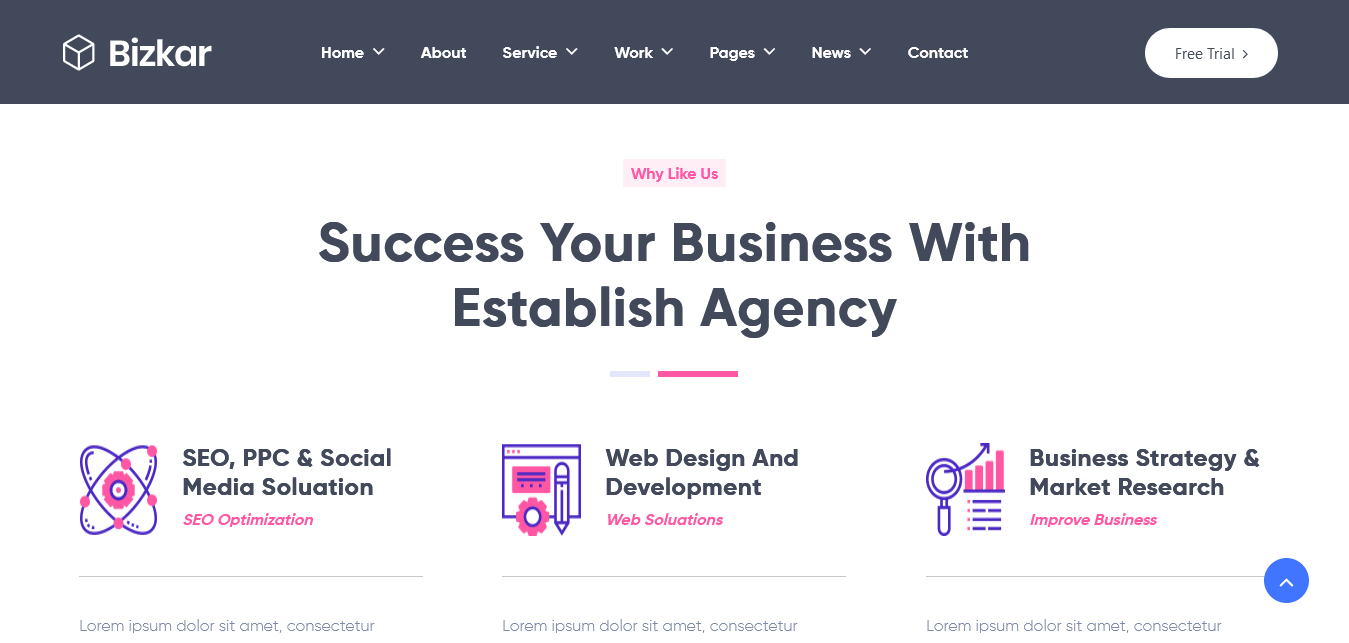 Bizkar
Home
About
Service
Work
Pages
News
Contact
Free Trial
Why Like Us
Success Your Business With
Establish Agency
SEO, PPC & Social
Media Soluation
SEO Optimization
Lorem ipsum dolor sit amet, consectetur
Web Design And
Development
Web Soluations
Lorem ipsum dolor sit amet, consectetur
Business Strategy &
Market Research
Improve Business
Lorem ipsum dolor sit amet, consectetur